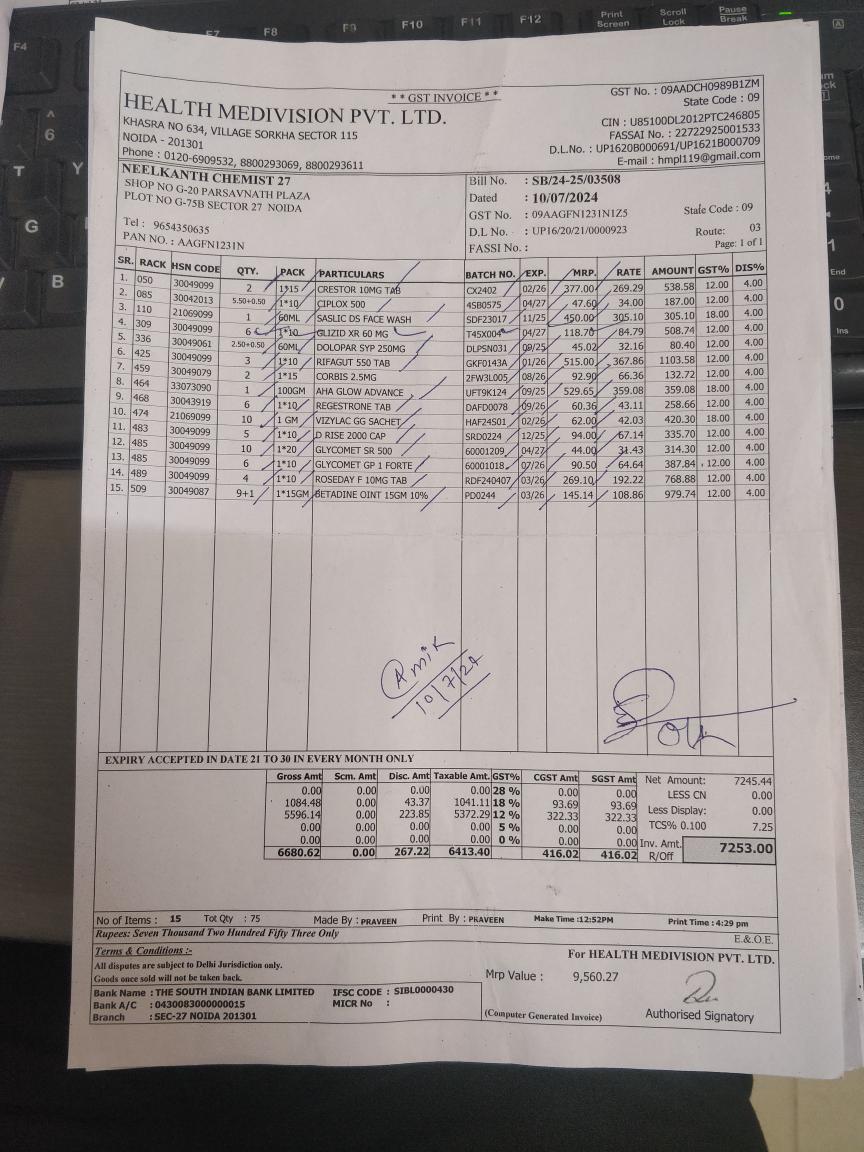 F4 F7 F8 F9 F10 F11 F12 Print Screen Scroll Lock Pause Break
** GST INVOICE **
HEALTH MEDIVISION PVT. LTD.
KHASRA NO 634, VILLAGE SORKHA SECTOR 115
NOIDA - 201301
Phone : 0120-6909532, 8800293069, 8800293611
GST No. : 09AADCH0989B1ZM
State Code : 09
CIN : U85100DL2012PTC246805
FASSAI No. : 22722925001533
D.L.No. : UP1620B000691/UP1621B000709
E-mail : hmpl119@gmail.com
NEELKANTH CHEMIST 27
SHOP NO G-20 PARSAVNATH PLAZA
PLOT NO G-75B SECTOR 27 NOIDA
Tel : 9654350635
PAN NO. : AAGFN1231N
Bill No. : SB/24-25/03508
Dated : 10/07/2024
GST No. : 09AAGFN1231N1Z5 State Code : 09
D.L No. : UP16/20/21/0000923 Route: 03
FASSI No. : Page: 1 of 1
SR. RACK HSN CODE QTY. PACK PARTICULARS BATCH NO. EXP. MRP. RATE AMOUNT GST% DIS%
1. 050 30049099 2 1*15 CRESTOR 10MG TAB CX2402 02/26 377.00 269.29 538.58 12.00 4.00
2. 085 30042013 5.50+0.50 1*10 CIPLOX 500 4SB0575 04/27 47.60 34.00 187.00 12.00 4.00
3. 110 21069099 1 60ML SASLIC DS FACE WASH SDF23017 11/25 450.00 305.10 305.10 18.00 4.00
4. 309 30049099 6 1*10 GLIZID XR 60 MG T45X004 04/27 118.70 84.79 508.74 12.00 4.00
5. 336 30049061 2.50+0.50 60ML DOLOPAR SYP 250MG DLPSN031 09/25 45.02 32.16 80.40 12.00 4.00
6. 425 30049099 3 1*10 RIFAGUT 550 TAB GKF0143A 01/26 515.00 367.86 1103.58 12.00 4.00
7. 459 30049079 2 1*15 CORBIS 2.5MG 2FW3L005 08/26 92.90 66.36 132.72 12.00 4.00
8. 464 33073090 1 100GM AHA GLOW ADVANCE UFT9K124 09/25 529.65 359.08 359.08 18.00 4.00
9. 468 30049099 6 1*10 REGESTRONE TAB DAFD0078 09/26 60.36 43.11 258.66 12.00 4.00
10. 474 21069099 10 1 GM VIZYLAC GG SACHET HAF24S01 02/26 62.00 42.03 420.30 18.00 4.00
11. 483 30049099 5 1*10 D RISE 2000 CAP SRD0224 12/25 94.00 67.14 335.70 12.00 4.00
12. 485 30049099 10 1*20 GLYCOMET SR 500 60001209 04/27 44.00 31.43 314.30 12.00 4.00
13. 485 30049099 6 1*10 GLYCOMET GP 1 FORTE 60001018 07/26 90.50 64.64 387.84 12.00 4.00
14. 489 30049099 4 1*10 ROSEDAY F 10MG TAB RDF240407 03/26 269.10 192.22 768.88 12.00 4.00
15. 509 30049087 9+1 1*15GM BETADINE OINT 15GM 10% PD0244 03/26 145.14 108.86 979.74 12.00 4.00
Amik
10/7/24
EXPIRY ACCEPTED IN DATE 21 TO 30 IN EVERY MONTH ONLY
Gross Amt Scm. Amt Disc. Amt Taxable Amt. GST% CGST Amt SGST Amt
0.00 0.00 0.00 0.00 28 % 0.00 0.00
1084.48 0.00 43.37 1041.11 18 % 93.69 93.69
5596.14 0.00 223.85 5372.29 12 % 322.33 322.33
0.00 0.00 0.00 0.00 5 % 0.00 0.00
0.00 0.00 0.00 0.00 0 % 0.00 0.00
6680.62 0.00 267.22 6413.40 416.02 416.02
Net Amount: 7245.44
LESS CN 0.00
Less Display: 0.00
TCS% 0.100 7.25
Inv. Amt. R/Off 7253.00
No of Items : 15 Tot Qty : 75 Made By : PRAVEEN Print By : PRAVEEN Make Time :12:52PM Print Time : 4:29 pm
Rupees: Seven Thousand Two Hundred Fifty Three Only
E.&.O.E.
Terms & Conditions :-
All disputes are subject to Delhi Jurisdiction only.
Goods once sold will not be taken back.
Bank Name : THE SOUTH INDIAN BANK LIMITED IFSC CODE : SIBL0000430
Bank A/C : 0430083000000015 MICR No :
Branch : SEC-27 NOIDA 201301
Mrp Value : 9,560.27
(Computer Generated Invoice)
For HEALTH MEDIVISION PVT. LTD.
Authorised Signatory